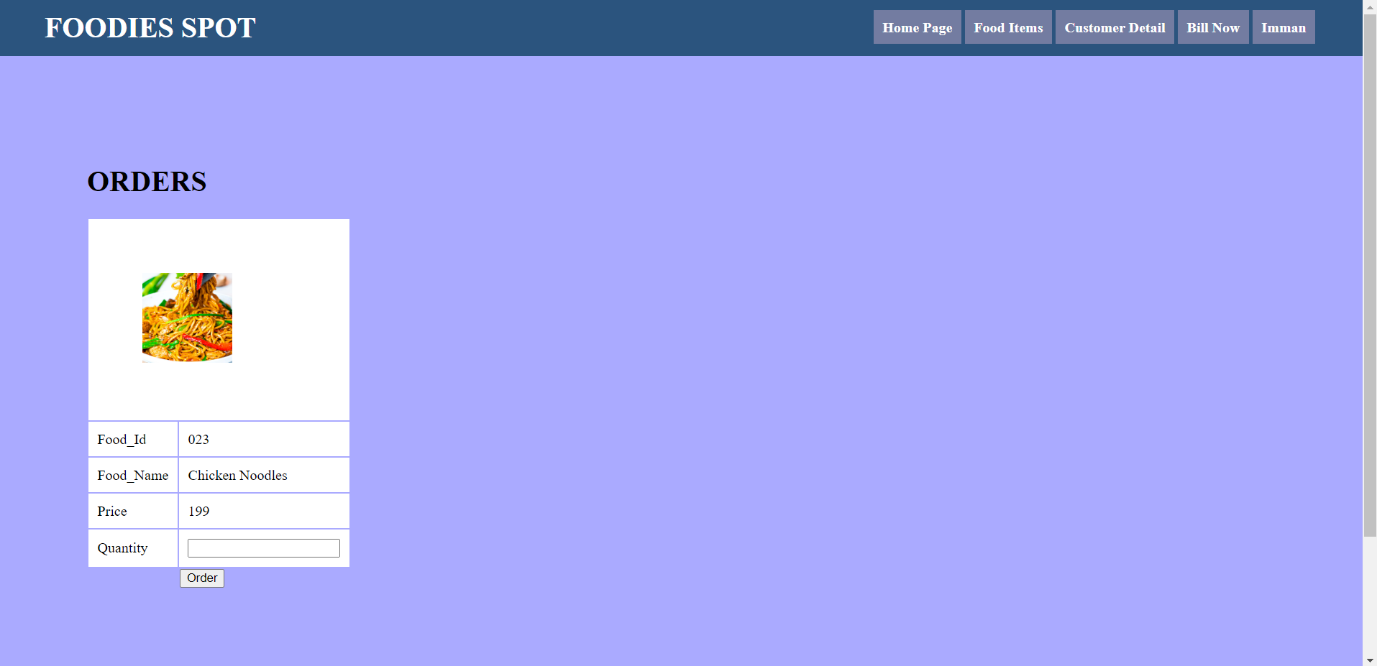 FOODIES SPOT
Home Page Food Items Customer Detail Bill Now Imman
ORDERS
Food_Id 023
Food_Name Chicken Noodles
Price 199
Quantity
Order